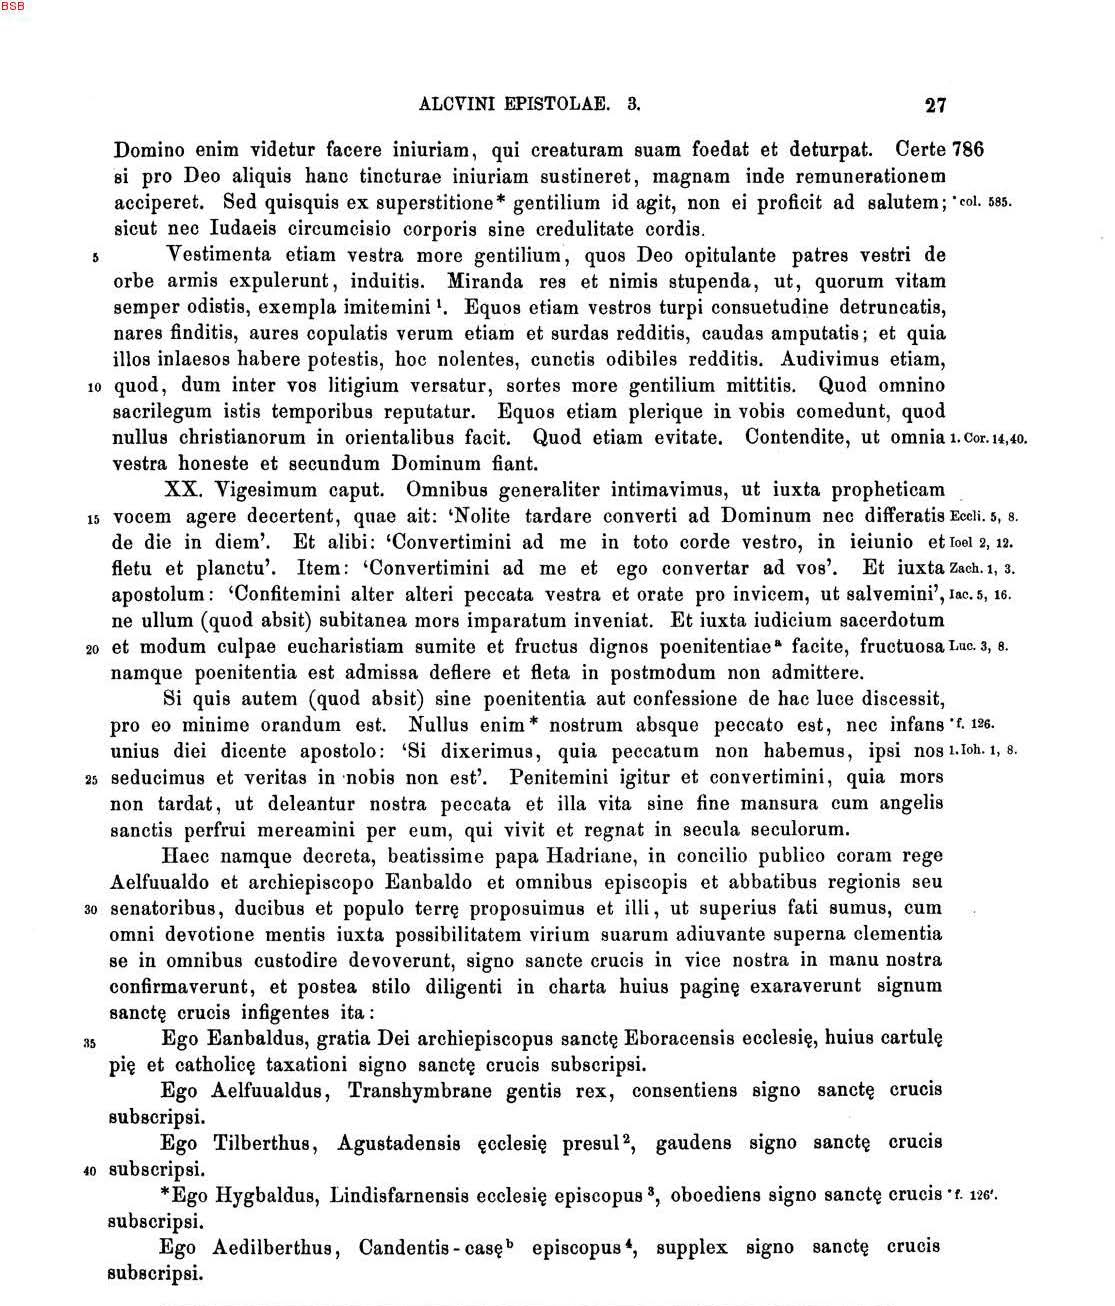 BSB
ALCVINI EPISTOLAE. 3. 27
Domino enim videtur facere iniuriam, qui creaturam suam foedat et deturpat. Certe 786
si pro Deo aliquis hanc tincturae iniuriam sustineret, magnam inde remunerationem
acciperet. Sed quisquis ex superstitione* gentilium id agit, non ei proficit ad salutem; *col. 585.
sicut nec Iudaeis circumcisio corporis sine credulitate cordis.
5 Vestimenta etiam vestra more gentilium, quos Deo opitulante patres vestri de
orbe armis expulerunt, induitis. Miranda res et nimis stupenda, ut, quorum vitam
semper odistis, exempla imitemini¹. Equos etiam vestros turpi consuetudine detruncatis,
nares finditis, aures copulatis verum etiam et surdas redditis, caudas amputatis; et quia
illos inlaesos habere potestis, hoc nolentes, cunctis odibiles redditis. Audivimus etiam,
10 quod, dum inter vos litigium versatur, sortes more gentilium mittitis. Quod omnino
sacrilegum istis temporibus reputatur. Equos etiam plerique in vobis comedunt, quod
nullus christianorum in orientalibus facit. Quod etiam evitate. Contendite, ut omnia 1. Cor. 14, 40.
vestra honeste et secundum Dominum fiant.
XX. Vigesimum caput. Omnibus generaliter intimavimus, ut iuxta propheticam
15 vocem agere decertent, quae ait: ‘Nolite tardare converti ad Dominum nec differatis Eccli. 5, 8.
de die in diem’. Et alibi: ‘Convertimini ad me in toto corde vestro, in ieiunio et Ioel 2, 12.
fletu et planctu’. Item: ‘Convertimini ad me et ego convertar ad vos’. Et iuxta Zach. 1, 3.
apostolum: ‘Confitemini alter alteri peccata vestra et orate pro invicem, ut salvemini’, Iac. 5, 16.
ne ullum (quod absit) subitanea mors imparatum inveniat. Et iuxta iudicium sacerdotum
20 et modum culpae eucharistiam sumite et fructus dignos poenitentiaeᵃ facite, fructuosa Luc. 3, 8.
namque poenitentia est admissa deflere et fleta in postmodum non admittere.
Si quis autem (quod absit) sine poenitentia aut confessione de hac luce discessit,
pro eo minime orandum est. Nullus enim* nostrum absque peccato est, nec infans *f. 126.
unius diei dicente apostolo: ‘Si dixerimus, quia peccatum non habemus, ipsi nos 1. Ioh. 1, 8.
25 seducimus et veritas in nobis non est’. Penitemini igitur et convertimini, quia mors
non tardat, ut deleantur nostra peccata et illa vita sine fine mansura cum angelis
sanctis perfrui mereamini per eum, qui vivit et regnat in secula seculorum.
Haec namque decreta, beatissime papa Hadriane, in concilio publico coram rege
Aelfuualdo et archiepiscopo Eanbaldo et omnibus episcopis et abbatibus regionis seu
30 senatoribus, ducibus et populo terrę proposuimus et illi, ut superius fati sumus, cum
omni devotione mentis iuxta possibilitatem virium suarum adiuvante superna clementia
se in omnibus custodire devoverunt, signo sancte crucis in vice nostra in manu nostra
confirmaverunt, et postea stilo diligenti in charta huius paginę exaraverunt signum
sanctę crucis infigentes ita:
35 Ego Eanbaldus, gratia Dei archiepiscopus sanctę Eboracensis ecclesię, huius cartulę
pię et catholicę taxationi signo sanctę crucis subscripsi.
Ego Aelfuualdus, Transhymbrane gentis rex, consentiens signo sanctę crucis
subscripsi.
Ego Tilberthus, Agustadensis ęcclesię presul², gaudens signo sanctę crucis
40 subscripsi.
*Ego Hygbaldus, Lindisfarnensis ecclesię episcopus³, oboediens signo sanctę crucis *f. 126'.
subscripsi.
Ego Aedilberthus, Candentis-casęᵇ episcopus⁴, supplex signo sanctę crucis
subscripsi.